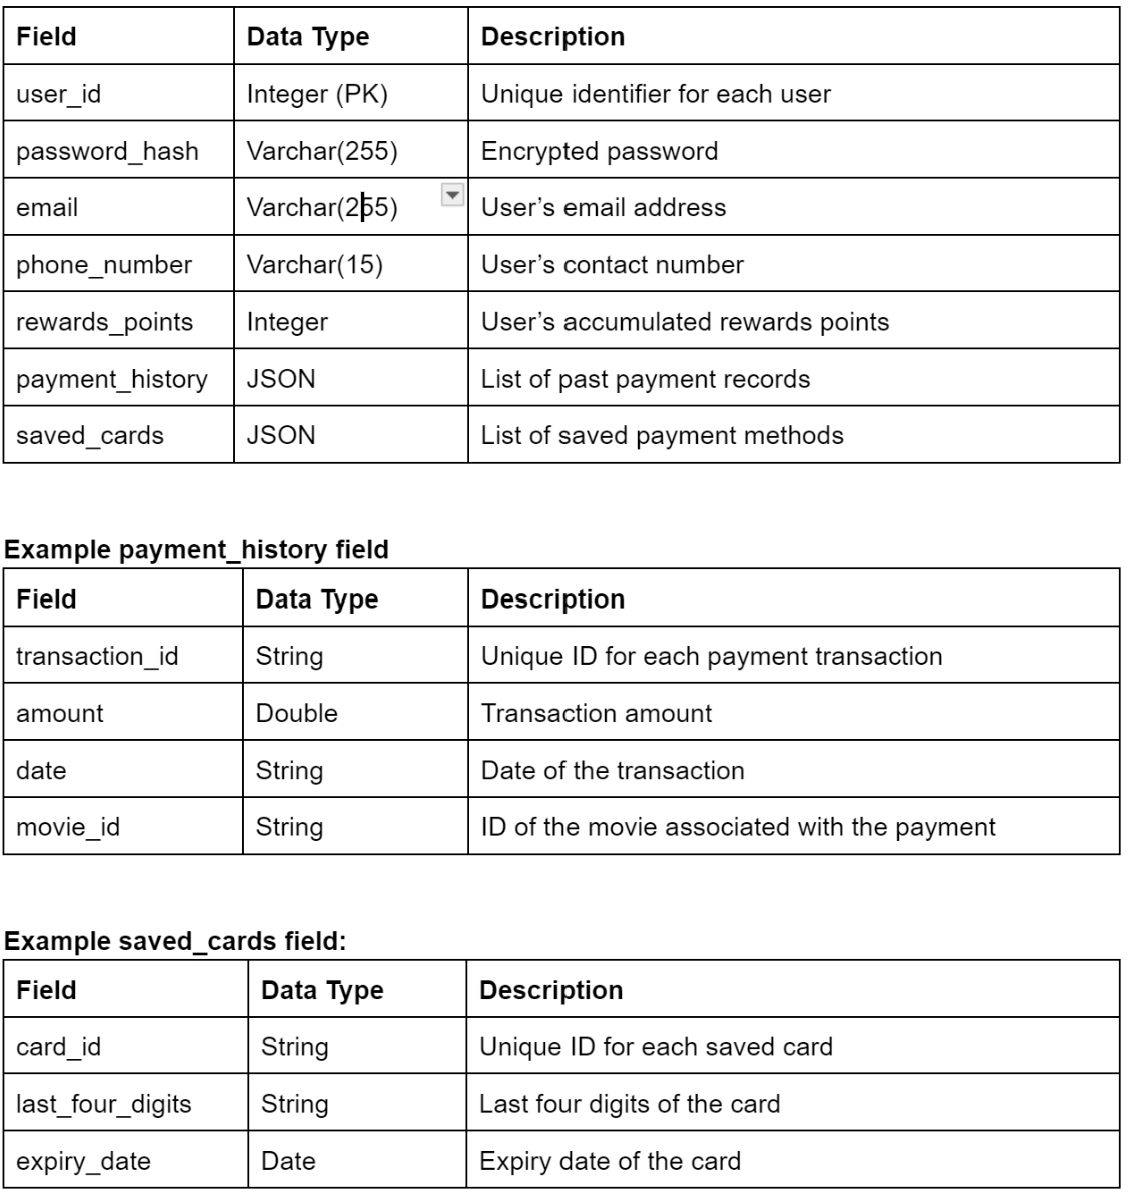 Field Data Type Description
user_id Integer (PK) Unique identifier for each user
password_hash Varchar(255) Encrypted password
email Varchar(255) User’s email address
phone_number Varchar(15) User’s contact number
rewards_points Integer User’s accumulated rewards points
payment_history JSON List of past payment records
saved_cards JSON List of saved payment methods
Example payment_history field
Field Data Type Description
transaction_id String Unique ID for each payment transaction
amount Double Transaction amount
date String Date of the transaction
movie_id String ID of the movie associated with the payment
Example saved_cards field:
Field Data Type Description
card_id String Unique ID for each saved card
last_four_digits String Last four digits of the card
expiry_date Date Expiry date of the card